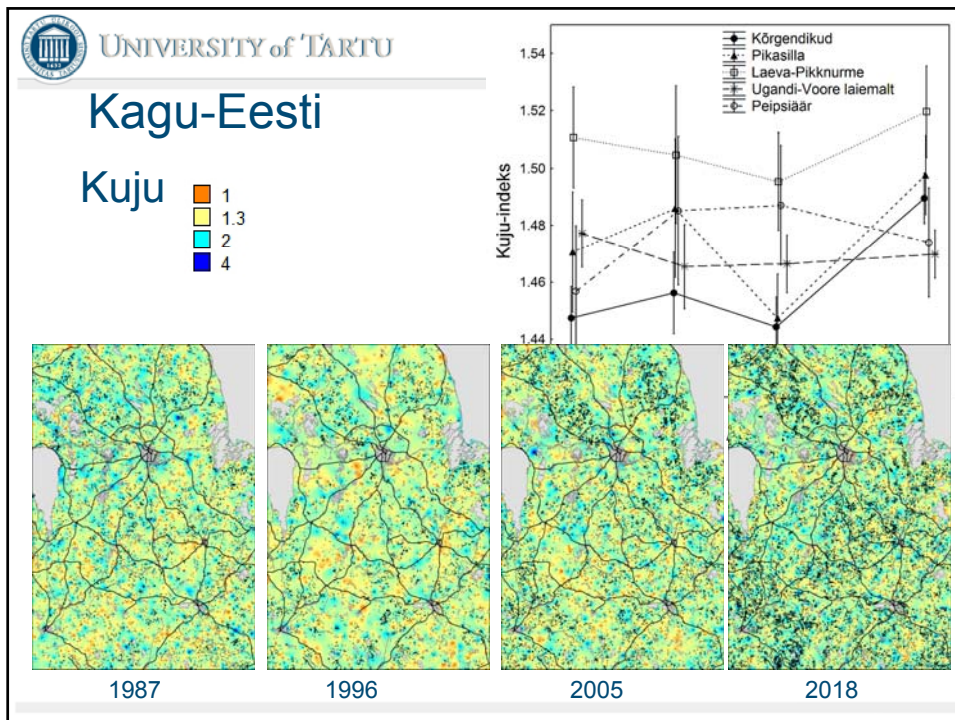 UNIVERSITY of TARTU
Kagu-Eesti
Kuju
1
1.3
2
4
Kõrgendikud
Pikasilla
Laeva-Pikknurme
Ugandi-Voore laiemalt
Peipsiäär
Kuju-indeks
1.54
1.52
1.50
1.48
1.46
1.44
1987
1996
2005
2018